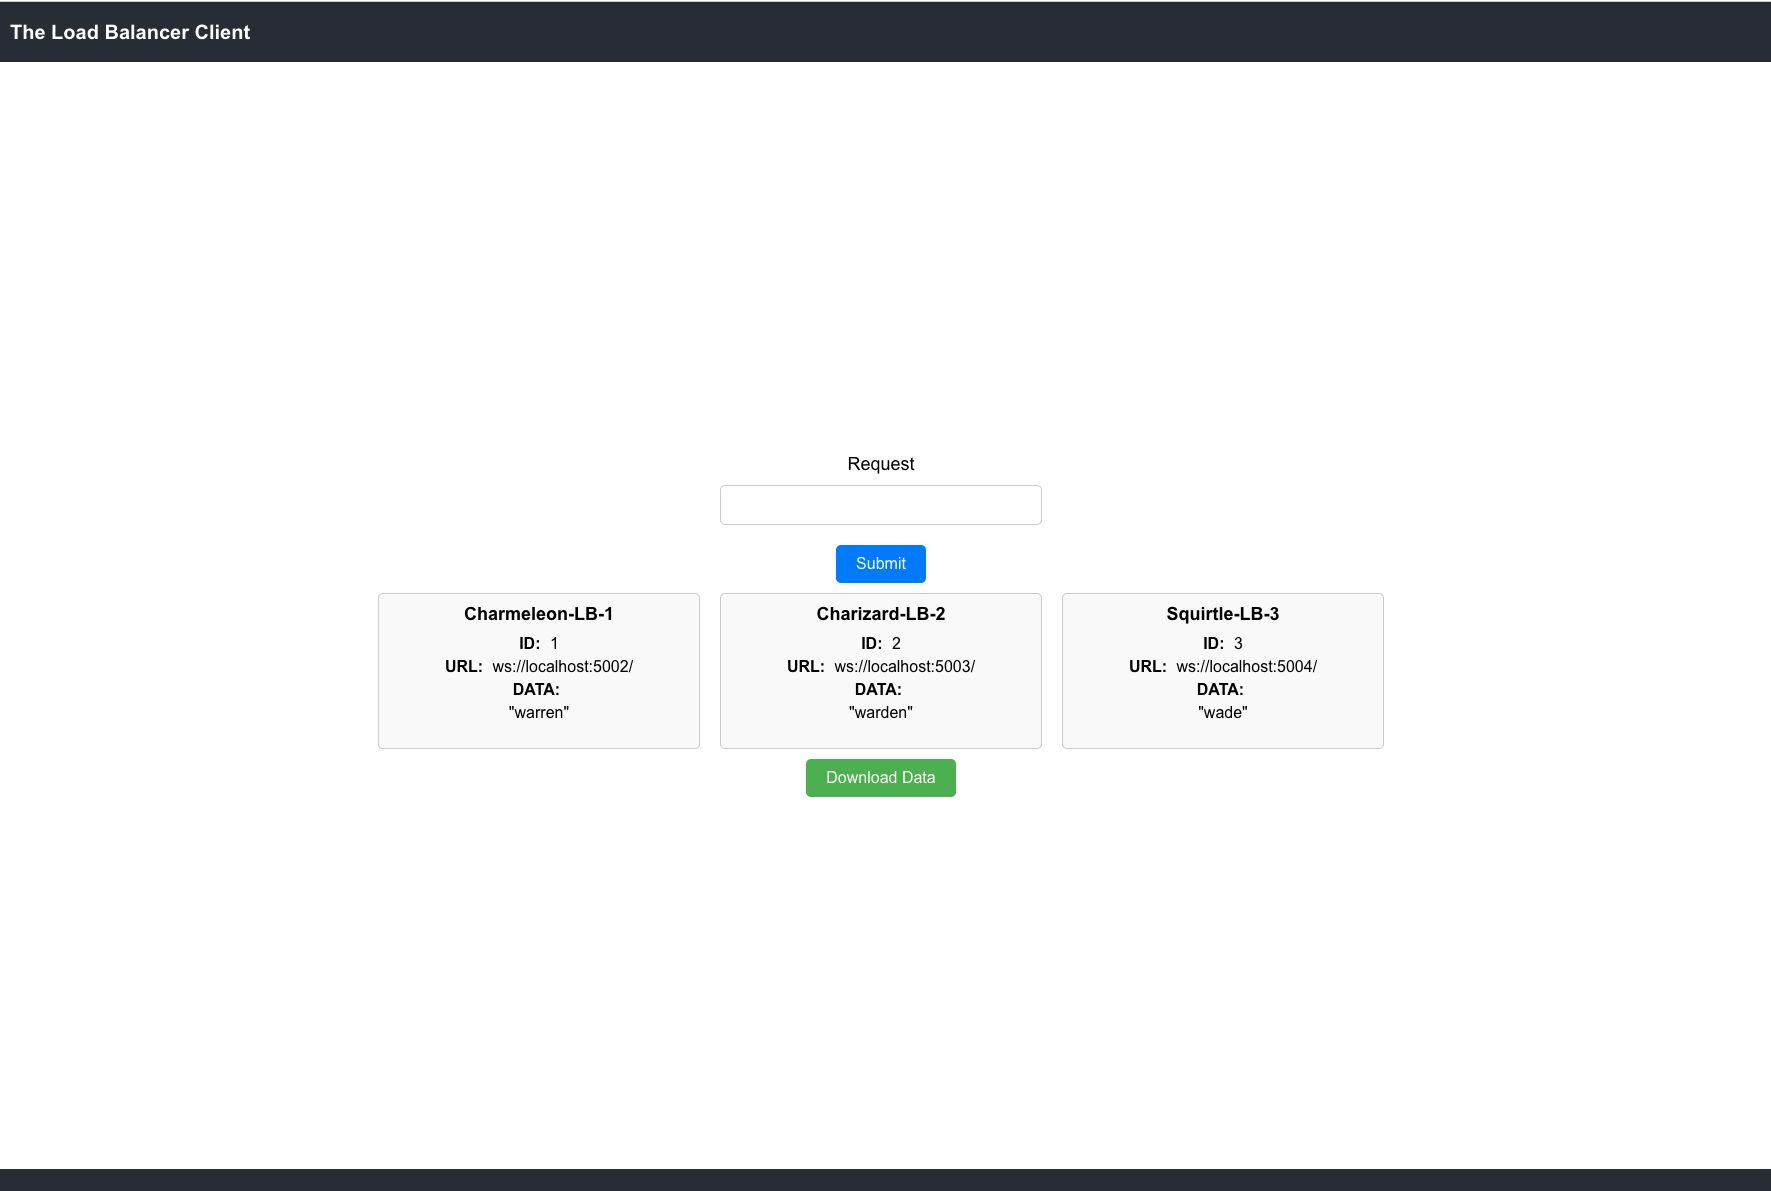 The Load Balancer Client
Request
Submit
Charmeleon-LB-1
ID: 1
URL: ws://localhost:5002/
DATA:
"warren"
Charizard-LB-2
ID: 2
URL: ws://localhost:5003/
DATA:
"warden"
Squirtle-LB-3
ID: 3
URL: ws://localhost:5004/
DATA:
"wade"
Download Data